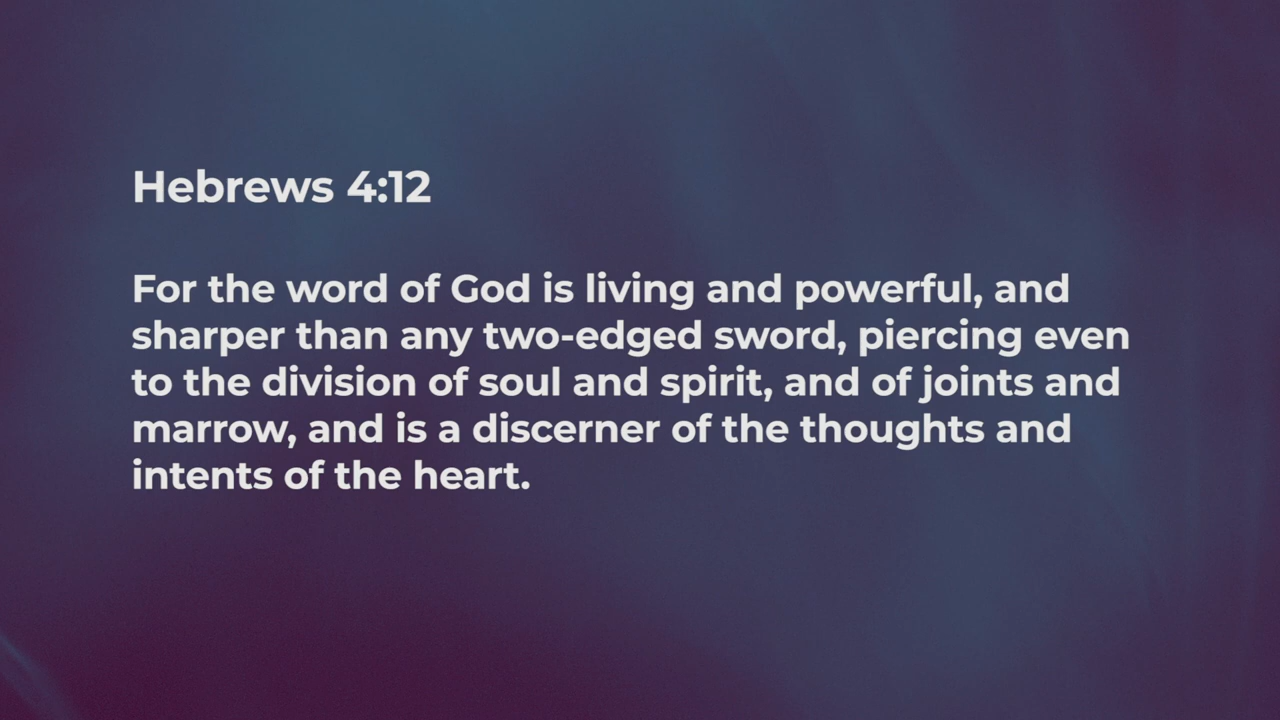 Hebrews 4:12
For the word of God is living and powerful, and
sharper than any two-edged sword, piercing even
to the division of soul and spirit, and of joints and
marrow, and is a discerner of the thoughts and
intents of the heart.